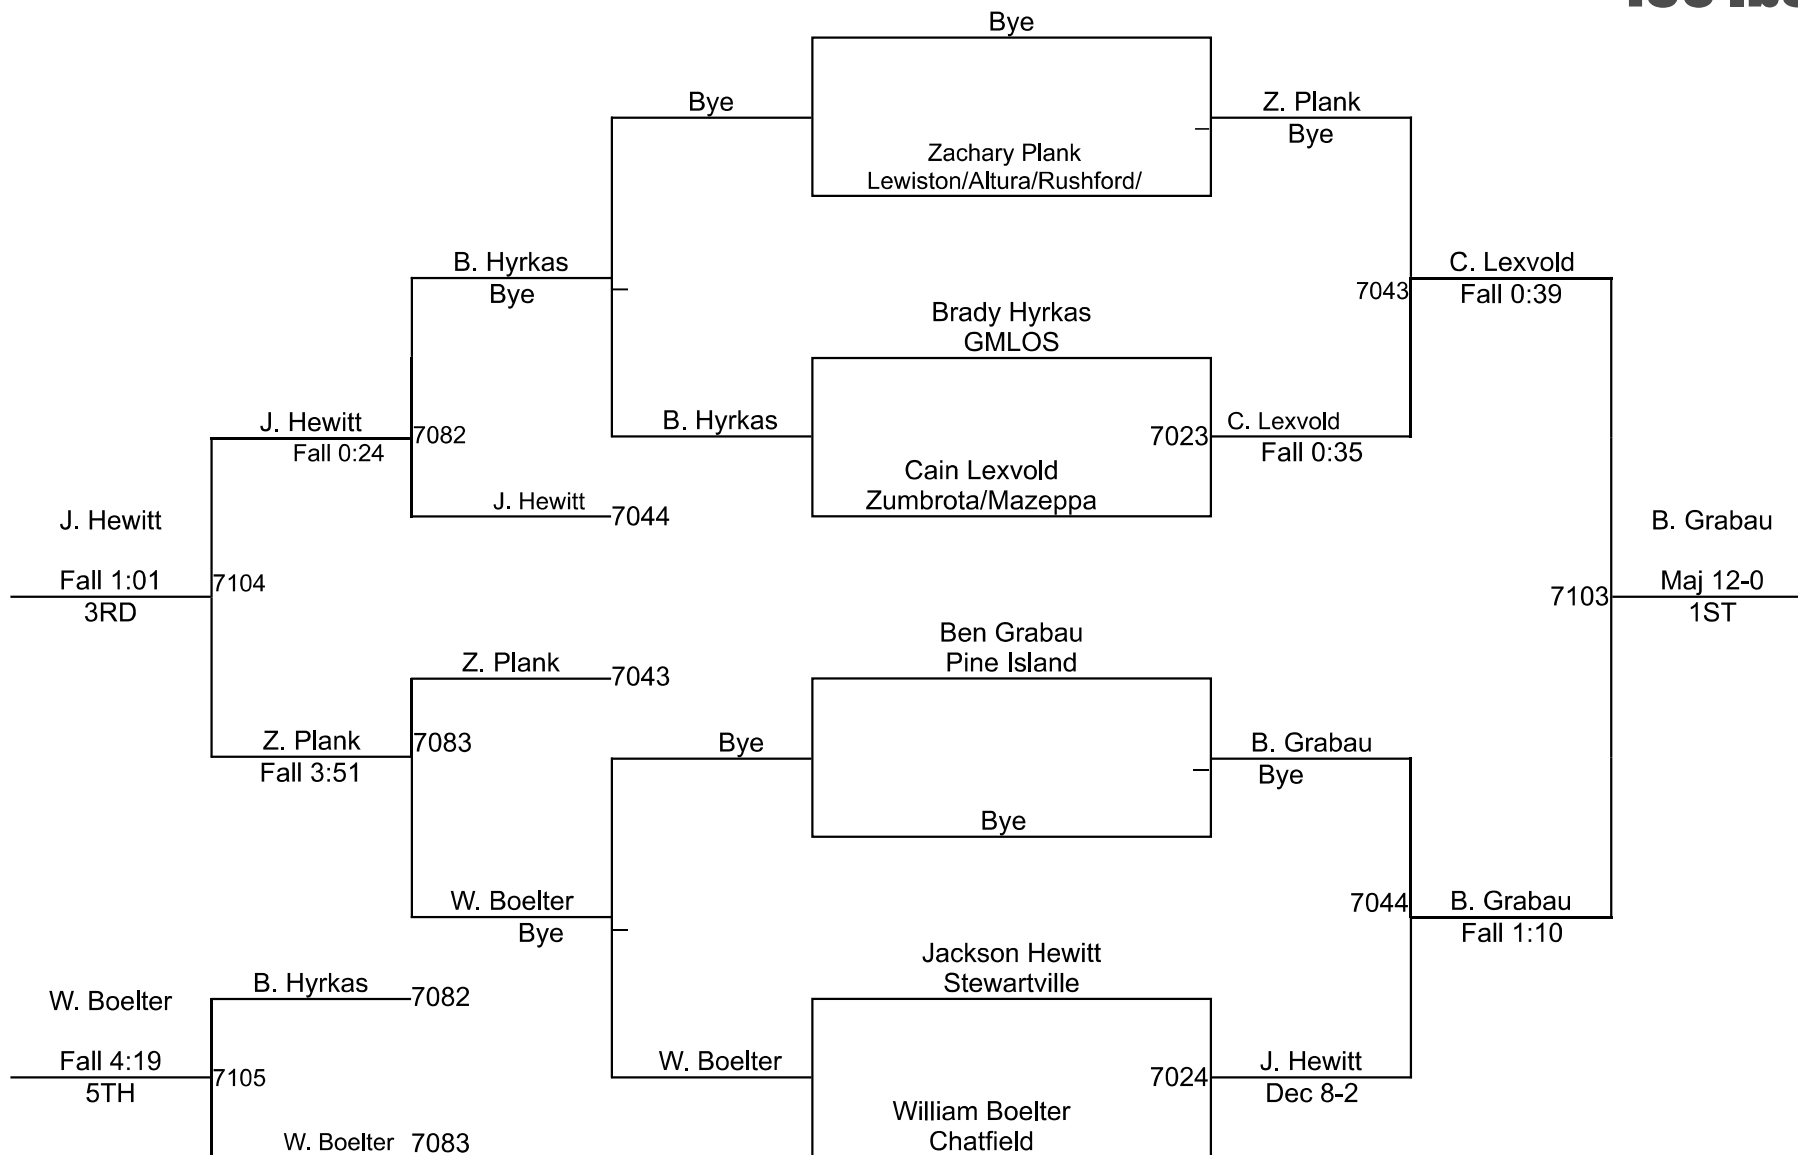 Bye
Bye
Z. Plank
Bye
Zachary Plank
Lewiston/Altura/Rushford/
B. Hyrkas
Bye
C. Lexvold
Fall 0:39
7043
Brady Hyrkas
GMLOS
J. Hewitt
Fall 0:24
7082
B. Hyrkas
7023
C. Lexvold
Fall 0:35
Cain Lexvold
Zumbrota/Mazeppa
J. Hewitt
7044
J. Hewitt
Fall 1:01
3RD
7104
B. Grabau
Maj 12-0
1ST
7103
Ben Grabau
Pine Island
Z. Plank
7043
Z. Plank
Fall 3:51
7083
Bye
B. Grabau
Bye
Bye
W. Boelter
Bye
7044
B. Grabau
Fall 1:10
Jackson Hewitt
Stewartville
B. Hyrkas
7082
W. Boelter
Fall 4:19
5TH
7105
W. Boelter
7024
J. Hewitt
Dec 8-2
William Boelter
Chatfield
W. Boelter
7083